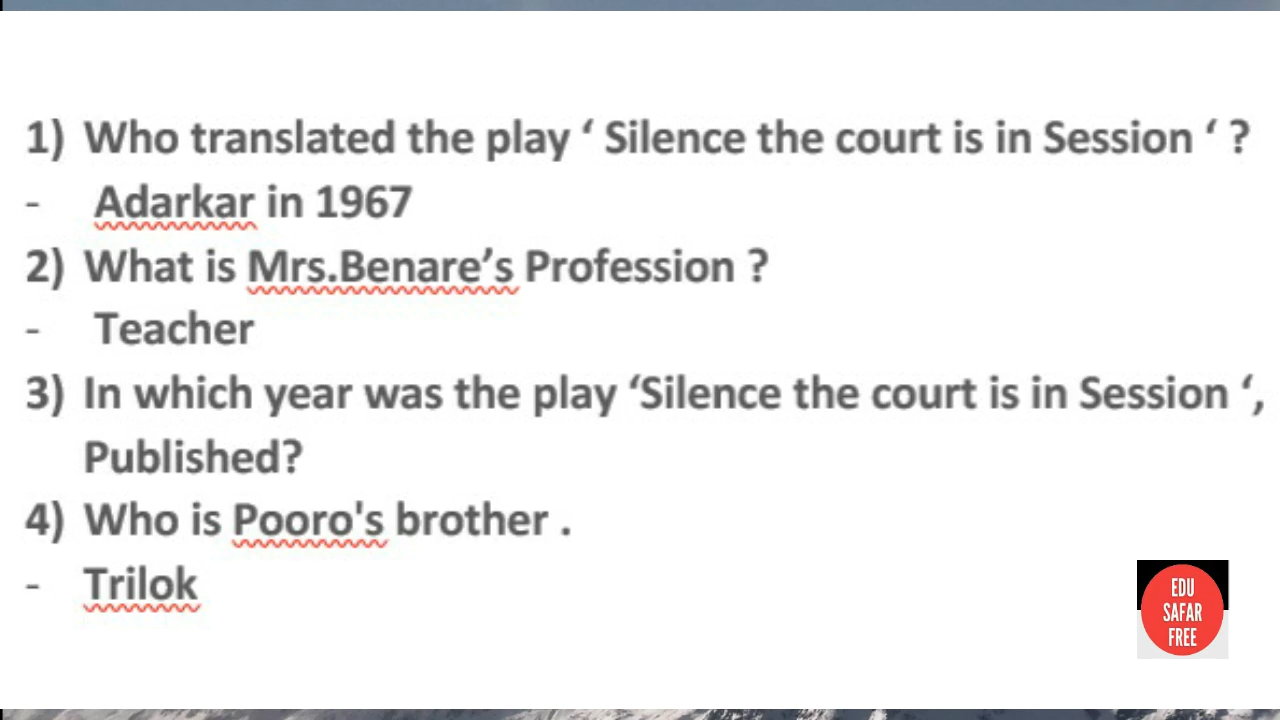 1) Who translated the play ‘ Silence the court is in Session ‘ ?
- Adarkar in 1967
2) What is Mrs.Benare’s Profession ?
- Teacher
3) In which year was the play ‘Silence the court is in Session ‘,
Published?
4) Who is Pooro's brother .
- Trilok
EDU
SAFAR
FREE